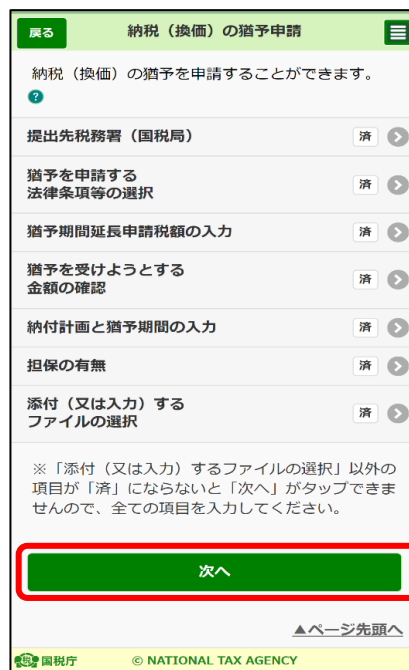 戻る 納税（換価）の猶予申請
納税（換価）の猶予を申請することができます。
?
提出先税務署（国税局） 済
猶予を申請する
法律条項等の選択 済
猶予期間延長申請税額の入力 済
猶予を受けようとする
金額の確認 済
納付計画と猶予期間の入力 済
担保の有無 済
添付（又は入力）する
ファイルの選択 済
※「添付（又は入力）するファイルの選択」以外の
項目が「済」にならないと「次へ」がタップできま
せんので、全ての項目を入力してください。
次へ
▲ページ先頭へ
国税庁 © NATIONAL TAX AGENCY